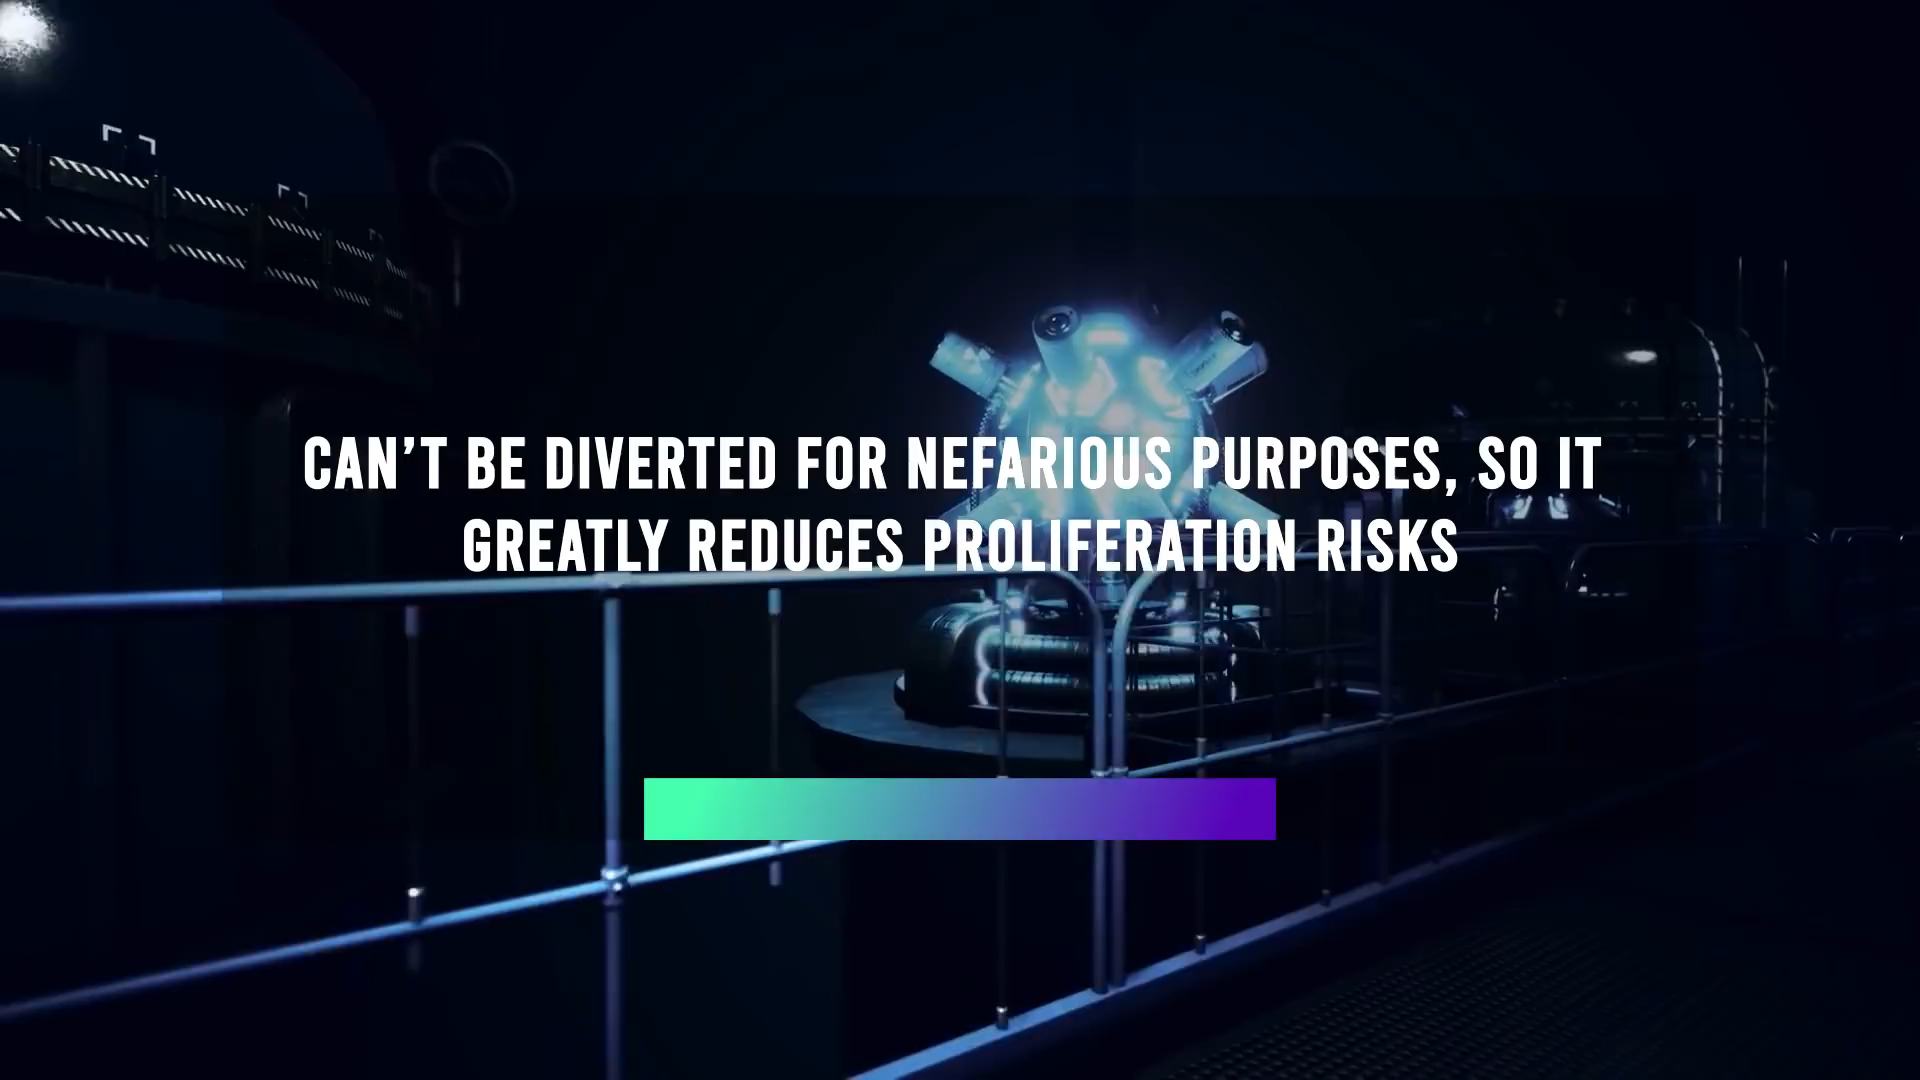 CAN’T BE DIVERTED FOR NEFARIOUS PURPOSES, SO IT
GREATLY REDUCES PROLIFERATION RISKS